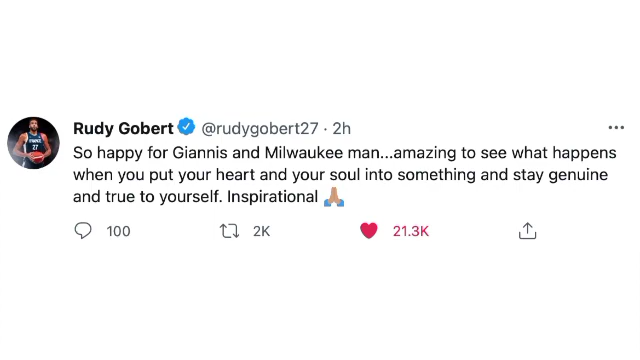 Rudy Gobert @rudygobert27 · 2h
So happy for Giannis and Milwaukee man...amazing to see what happens
when you put your heart and your soul into something and stay genuine
and true to yourself. Inspirational 🙏🏽
100 2K 21.3K